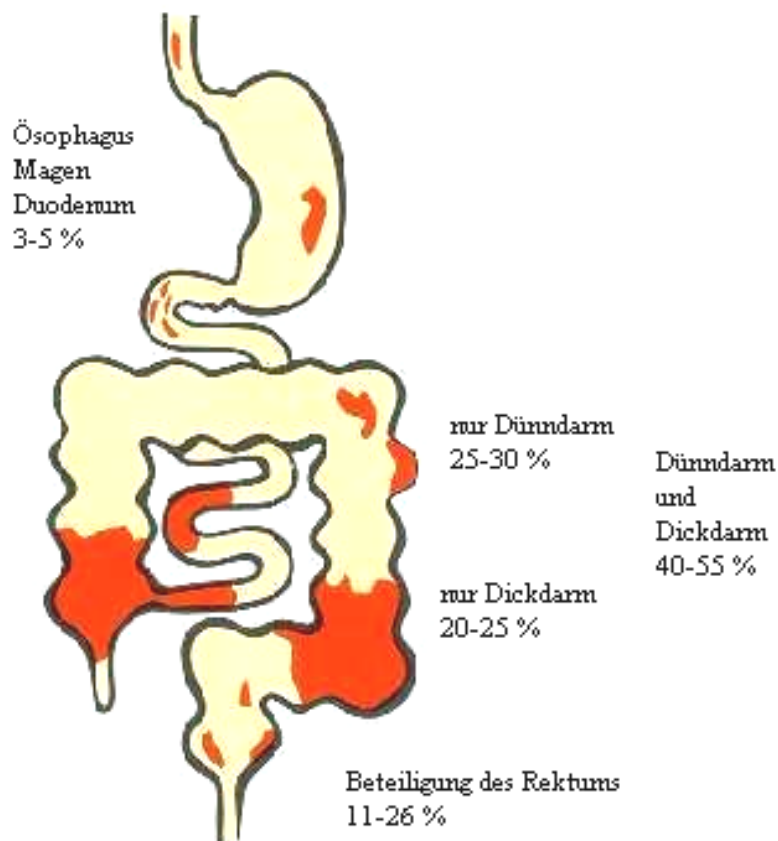 Ösophagus
Magen
Duodenum
3-5 %
nur Dünndarm
25-30 %
Dünndarm
und
Dickdarm
40-55 %
nur Dickdarm
20-25 %
Beteiligung des Rektums
11-26 %